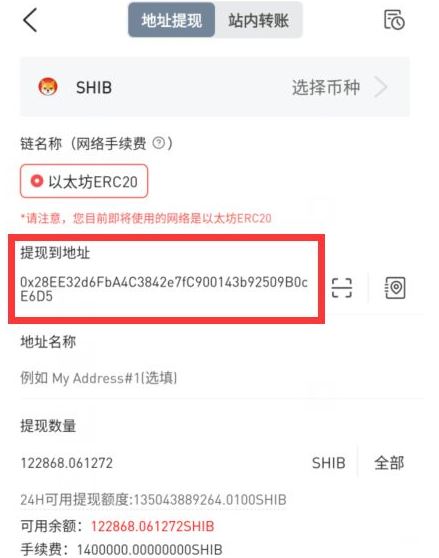 地址提现 站内转账
SHIB 选择币种
链名称（网络手续费 ?）
以太坊ERC20
*请注意，您目前即将使用的网络是以太坊ERC20
提现到地址
0x28EE32d6FbA4C3842e7fC900143b92509B0c
E6D5
地址名称
例如 My Address#1(选填)
提现数量
122868.061272 SHIB 全部
24H可用提现额度:135043889264.0100SHIB
可用余额：122868.061272SHIB
手续费：1400000.00000000SHIB